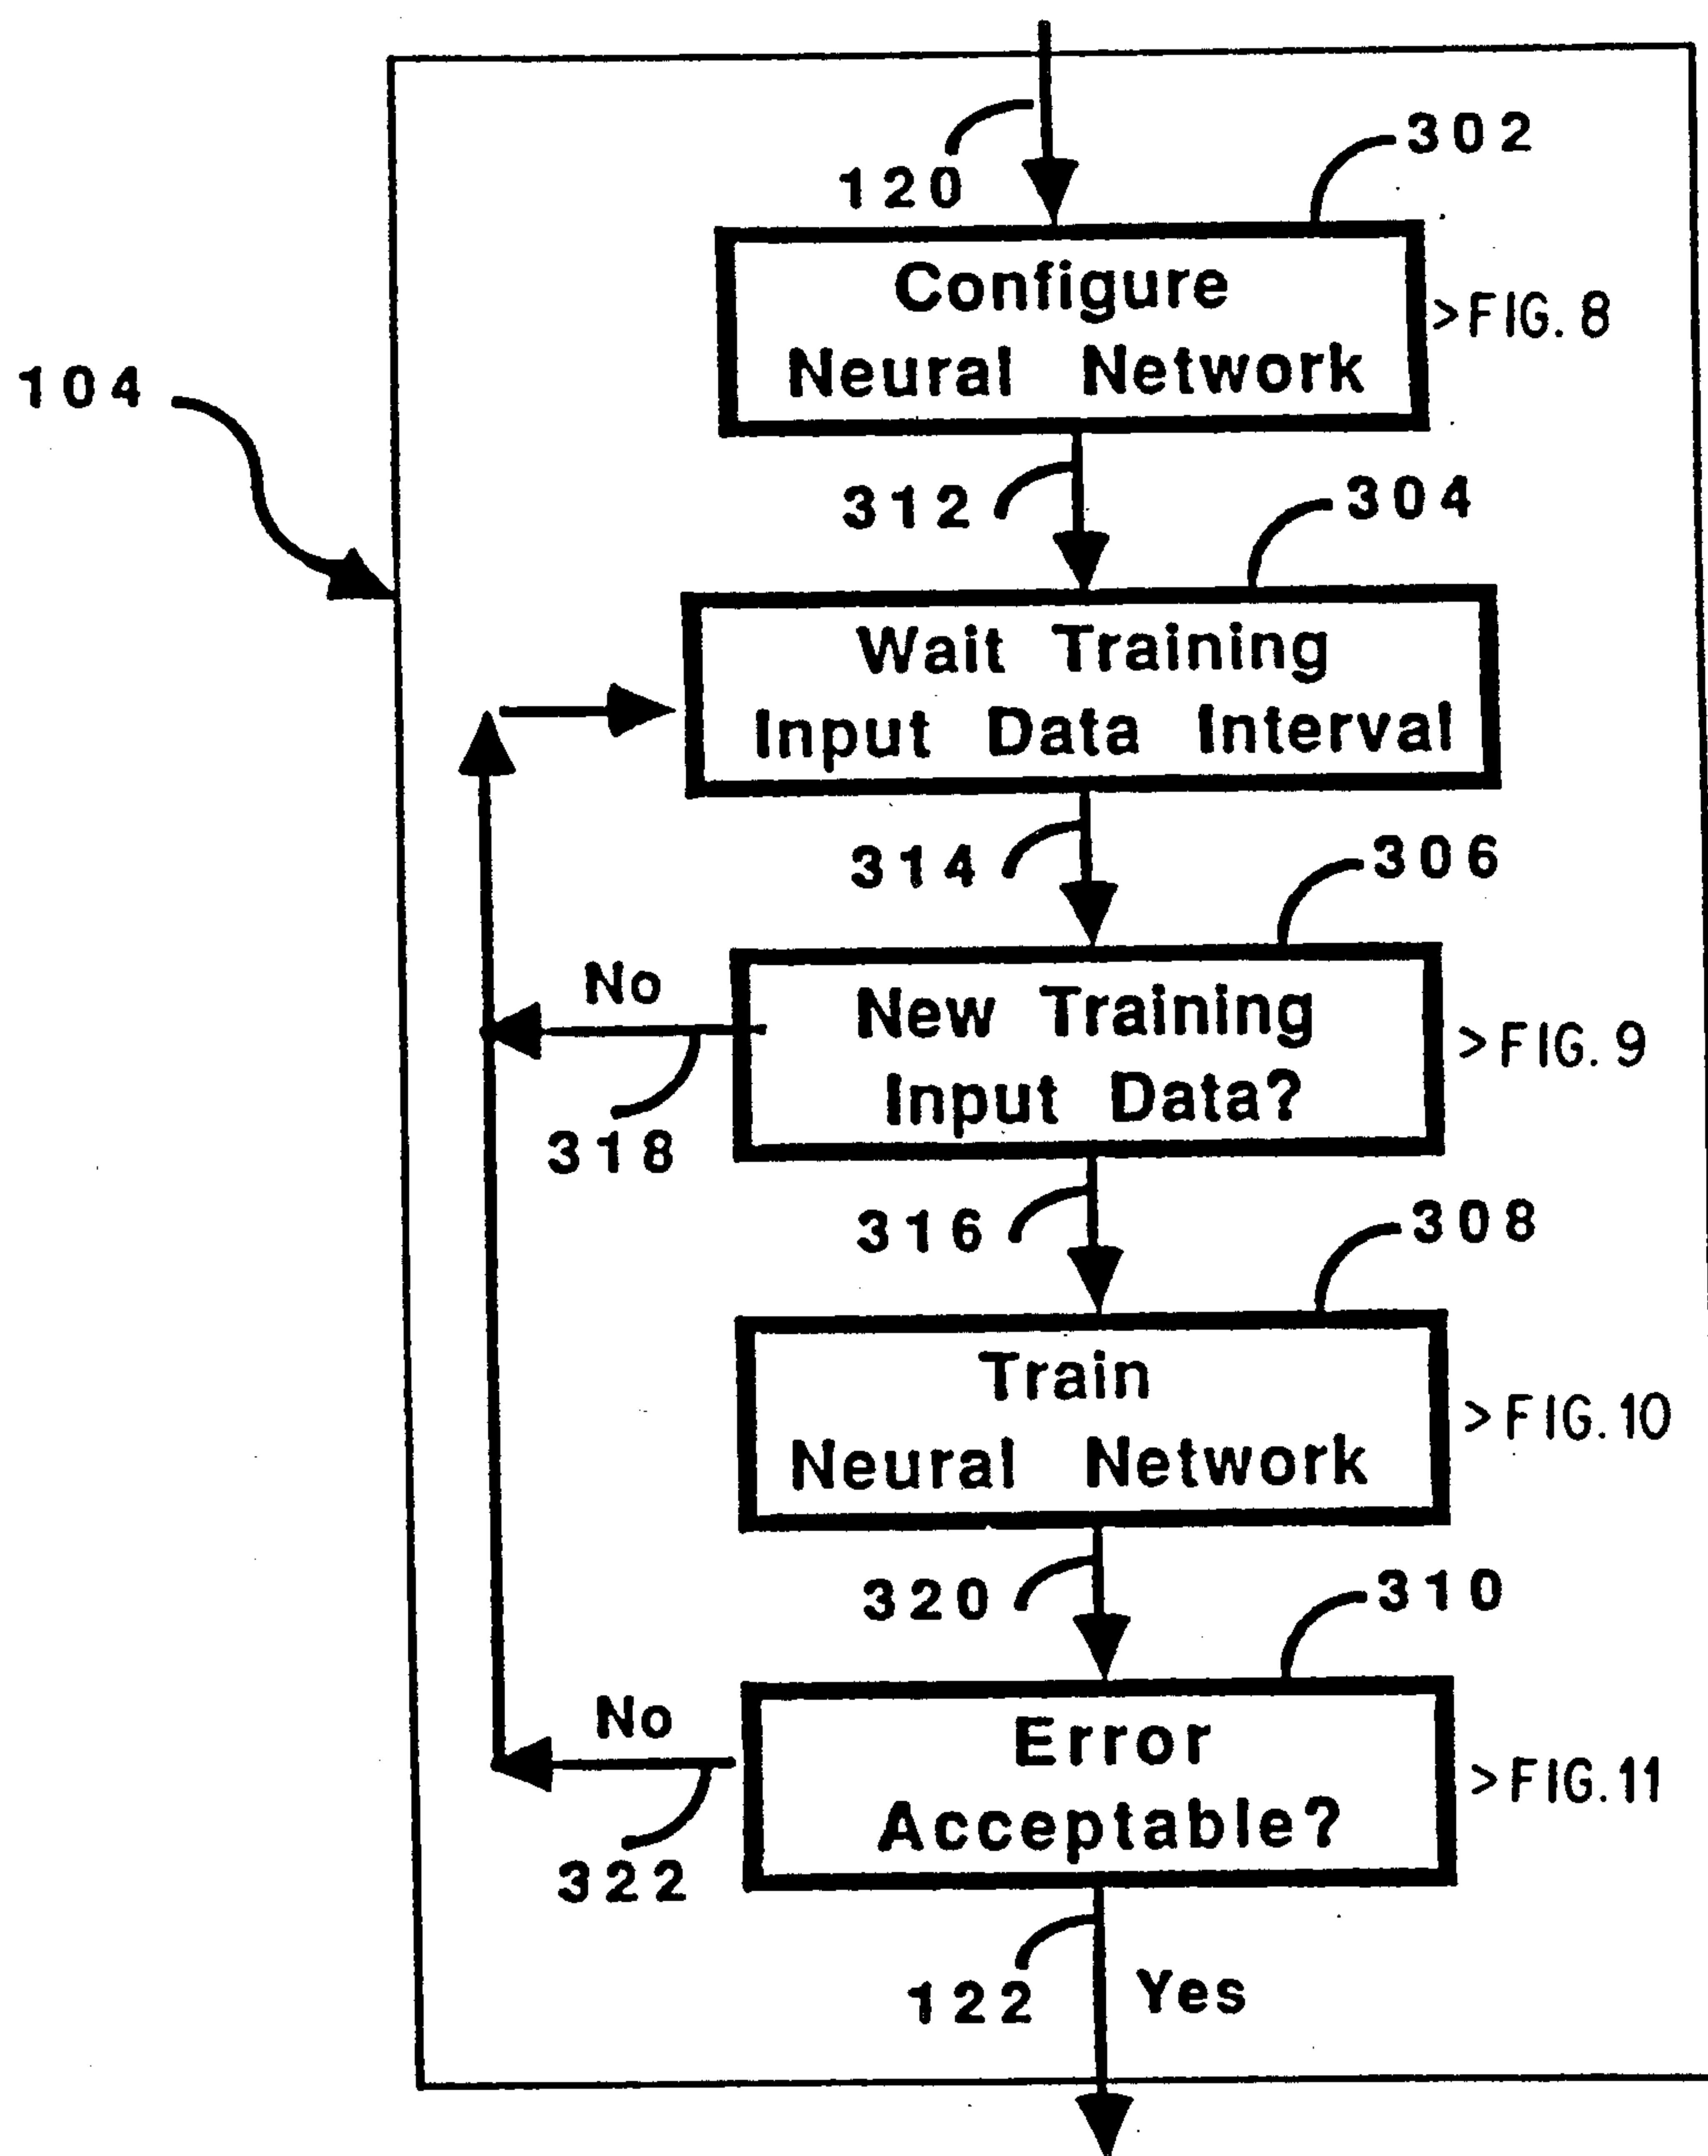 120
302
Configure
Neural Network
>FIG. 8
104
312
304
Wait Training
Input Data Interval
314
306
No
New Training
Input Data?
>FIG. 9
318
316
308
Train
Neural Network
>FIG. 10
320
310
No
Error
Acceptable?
>FIG. 11
322
122
Yes